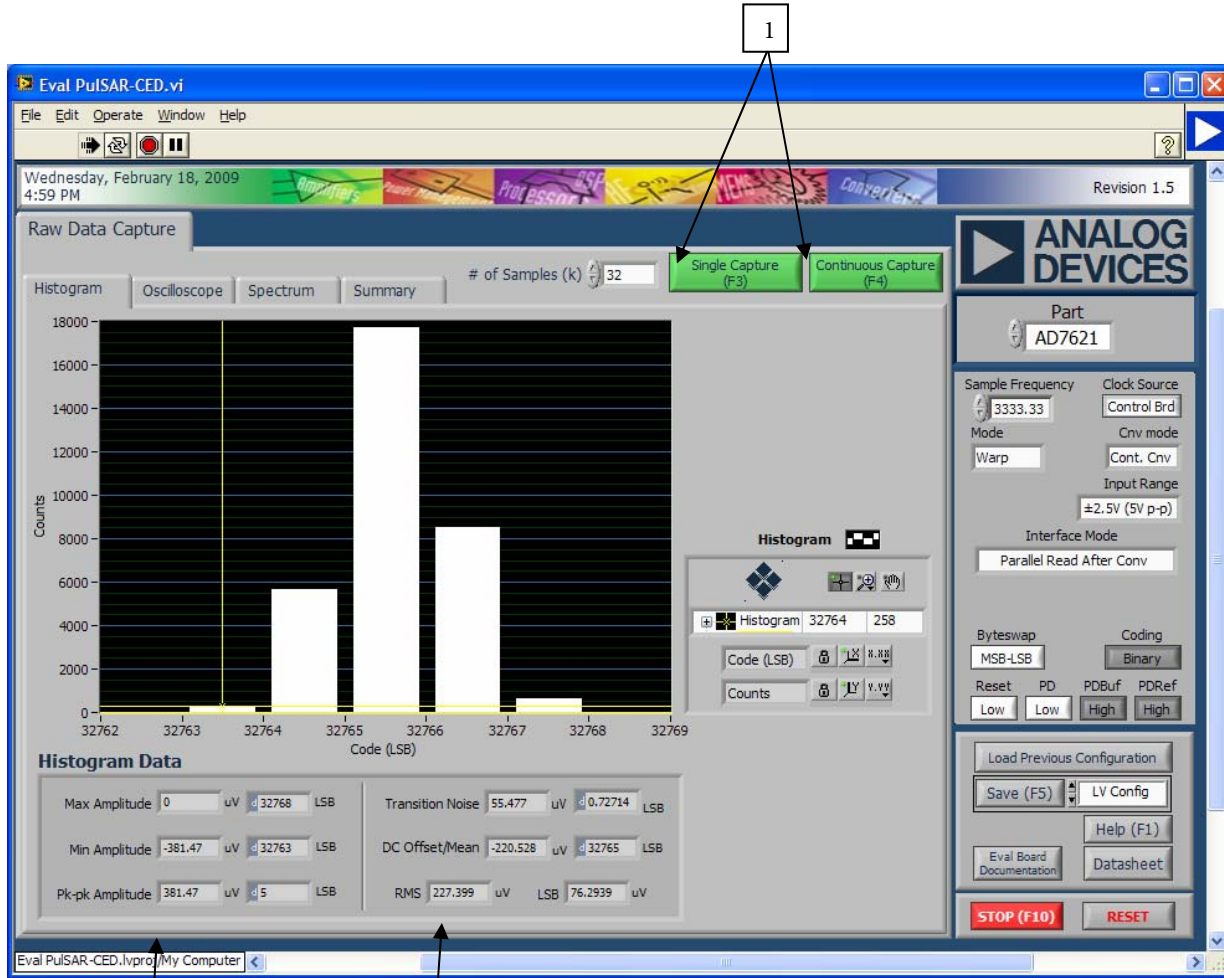 1
Eval PulSAR-CED.vi
File Edit Operate Window Help
Wednesday, February 18, 2009
4:59 PM
Amplifiers Power Management Processors DSP MEMS Converters
Revision 1.5
Raw Data Capture
Histogram Oscilloscope Spectrum Summary
# of Samples (k) 32
Single Capture
(F3)
Continuous Capture
(F4)
ANALOG
DEVICES
Part
AD7621
Sample Frequency Clock Source
3333.33 Control Brd
Mode Cnv mode
Warp Cont. Cnv
Input Range
±2.5V (5V p-p)
Interface Mode
Parallel Read After Conv
Byteswap Coding
MSB-LSB Binary
Reset PD PDBuf PDRef
Low Low High High
Load Previous Configuration
Save (F5) LV Config
Help (F1)
Eval Board
Documentation
Datasheet
STOP (F10) RESET
18000
16000
14000
12000
10000
8000
6000
4000
2000
0
Counts
32762 32763 32764 32765 32766 32767 32768 32769
Code (LSB)
Histogram
Histogram 32764 258
Code (LSB) X X.XX
Counts Y Y.YY
Histogram Data
Max Amplitude 0 uV d 32768 LSB
Min Amplitude -381.47 uV d 32763 LSB
Pk-pk Amplitude 381.47 uV d 5 LSB
Transition Noise 55.477 uV d 0.72714 LSB
DC Offset/Mean -220.528 uV d 32765 LSB
RMS 227.399 uV LSB 76.2939 uV
Eval PulSAR-CED.lvproj/My Computer